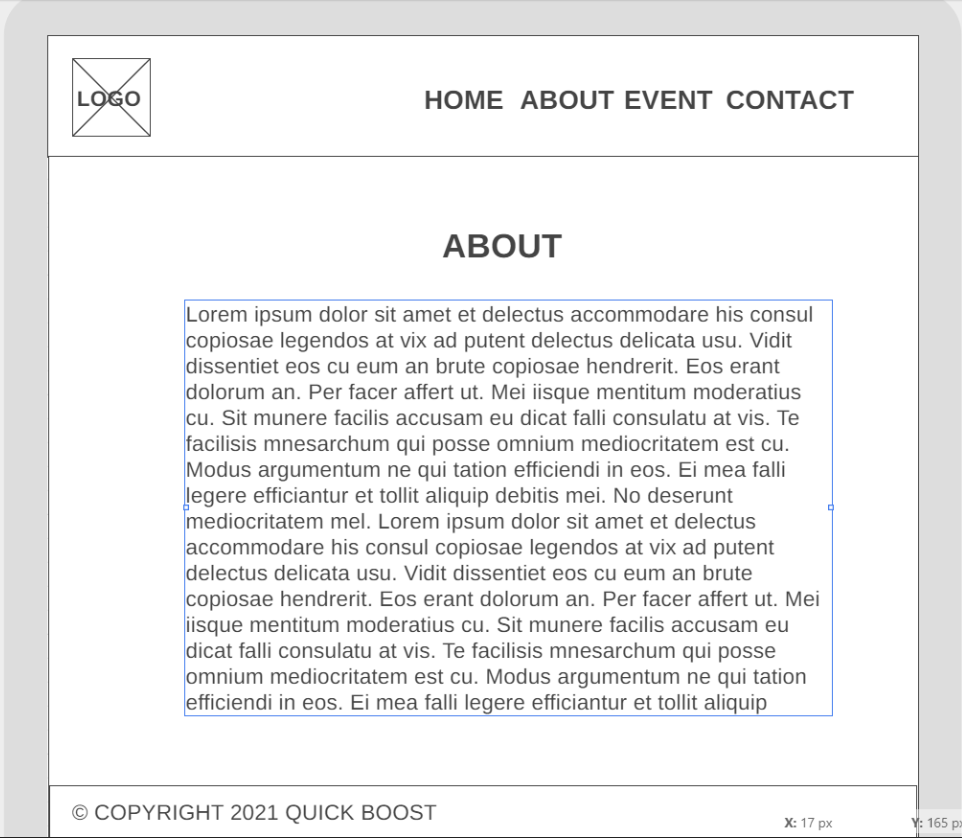 LOGO
HOME ABOUT EVENT CONTACT
ABOUT
Lorem ipsum dolor sit amet et delectus accommodare his consul
copiosae legendos at vix ad putent delectus delicata usu. Vidit
dissentiet eos cu eum an brute copiosae hendrerit. Eos erant
dolorum an. Per facer affert ut. Mei iisque mentitum moderatius
cu. Sit munere facilis accusam eu dicat falli consulatu at vis. Te
facilisis mnesarchum qui posse omnium mediocritatem est cu.
Modus argumentum ne qui tation efficiendi in eos. Ei mea falli
legere efficiantur et tollit aliquip debitis mei. No deserunt
mediocritatem mel. Lorem ipsum dolor sit amet et delectus
accommodare his consul copiosae legendos at vix ad putent
delectus delicata usu. Vidit dissentiet eos cu eum an brute
copiosae hendrerit. Eos erant dolorum an. Per facer affert ut. Mei
iisque mentitum moderatius cu. Sit munere facilis accusam eu
dicat falli consulatu at vis. Te facilisis mnesarchum qui posse
omnium mediocritatem est cu. Modus argumentum ne qui tation
efficiendi in eos. Ei mea falli legere efficiantur et tollit aliquip
© COPYRIGHT 2021 QUICK BOOST
X: 17 px Y: 165 px